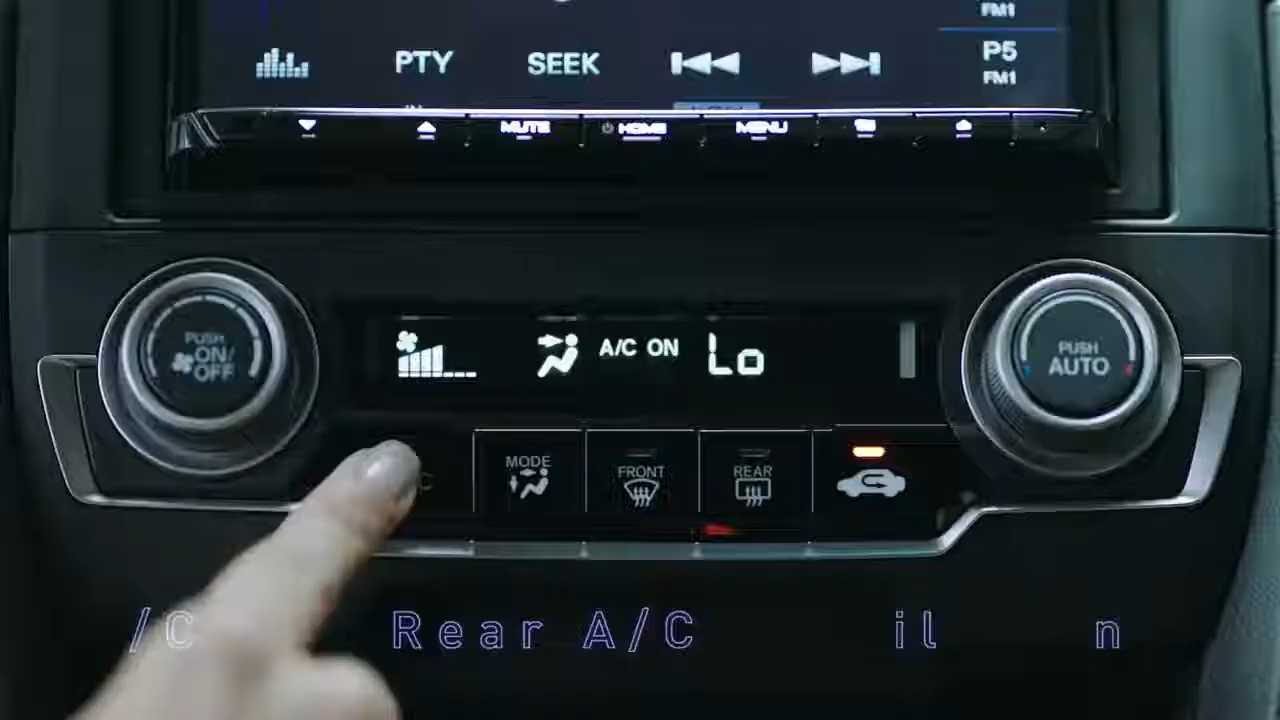 FM1
PTY SEEK P5
FM1
MUTE HOME MENU
PUSH
ON/
OFF
A/C ON Lo
PUSH
AUTO
MODE
FRONT
REAR
C
/C Rear A/C il n